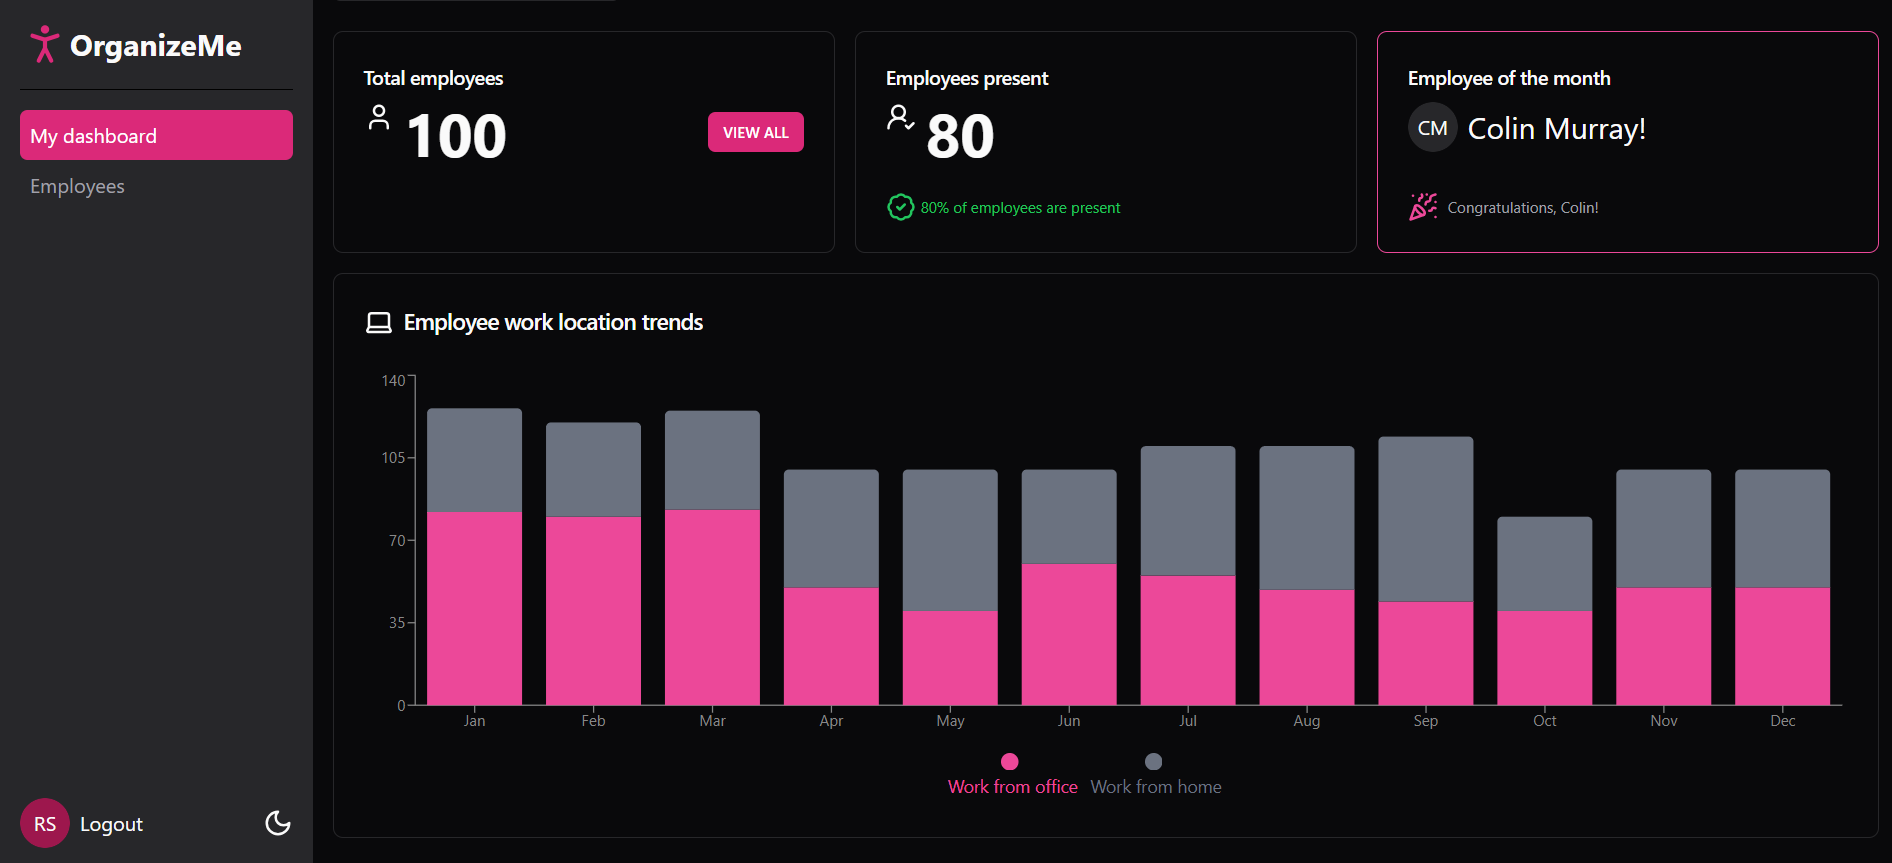 OrganizeMe
My dashboard
Employees
RS Logout
Total employees
100
VIEW ALL
Employees present
80
80% of employees are present
Employee of the month
CM Colin Murray!
Congratulations, Colin!
Employee work location trends
140
105
70
35
0
Jan Feb Mar Apr May Jun Jul Aug Sep Oct Nov Dec
Work from office Work from home